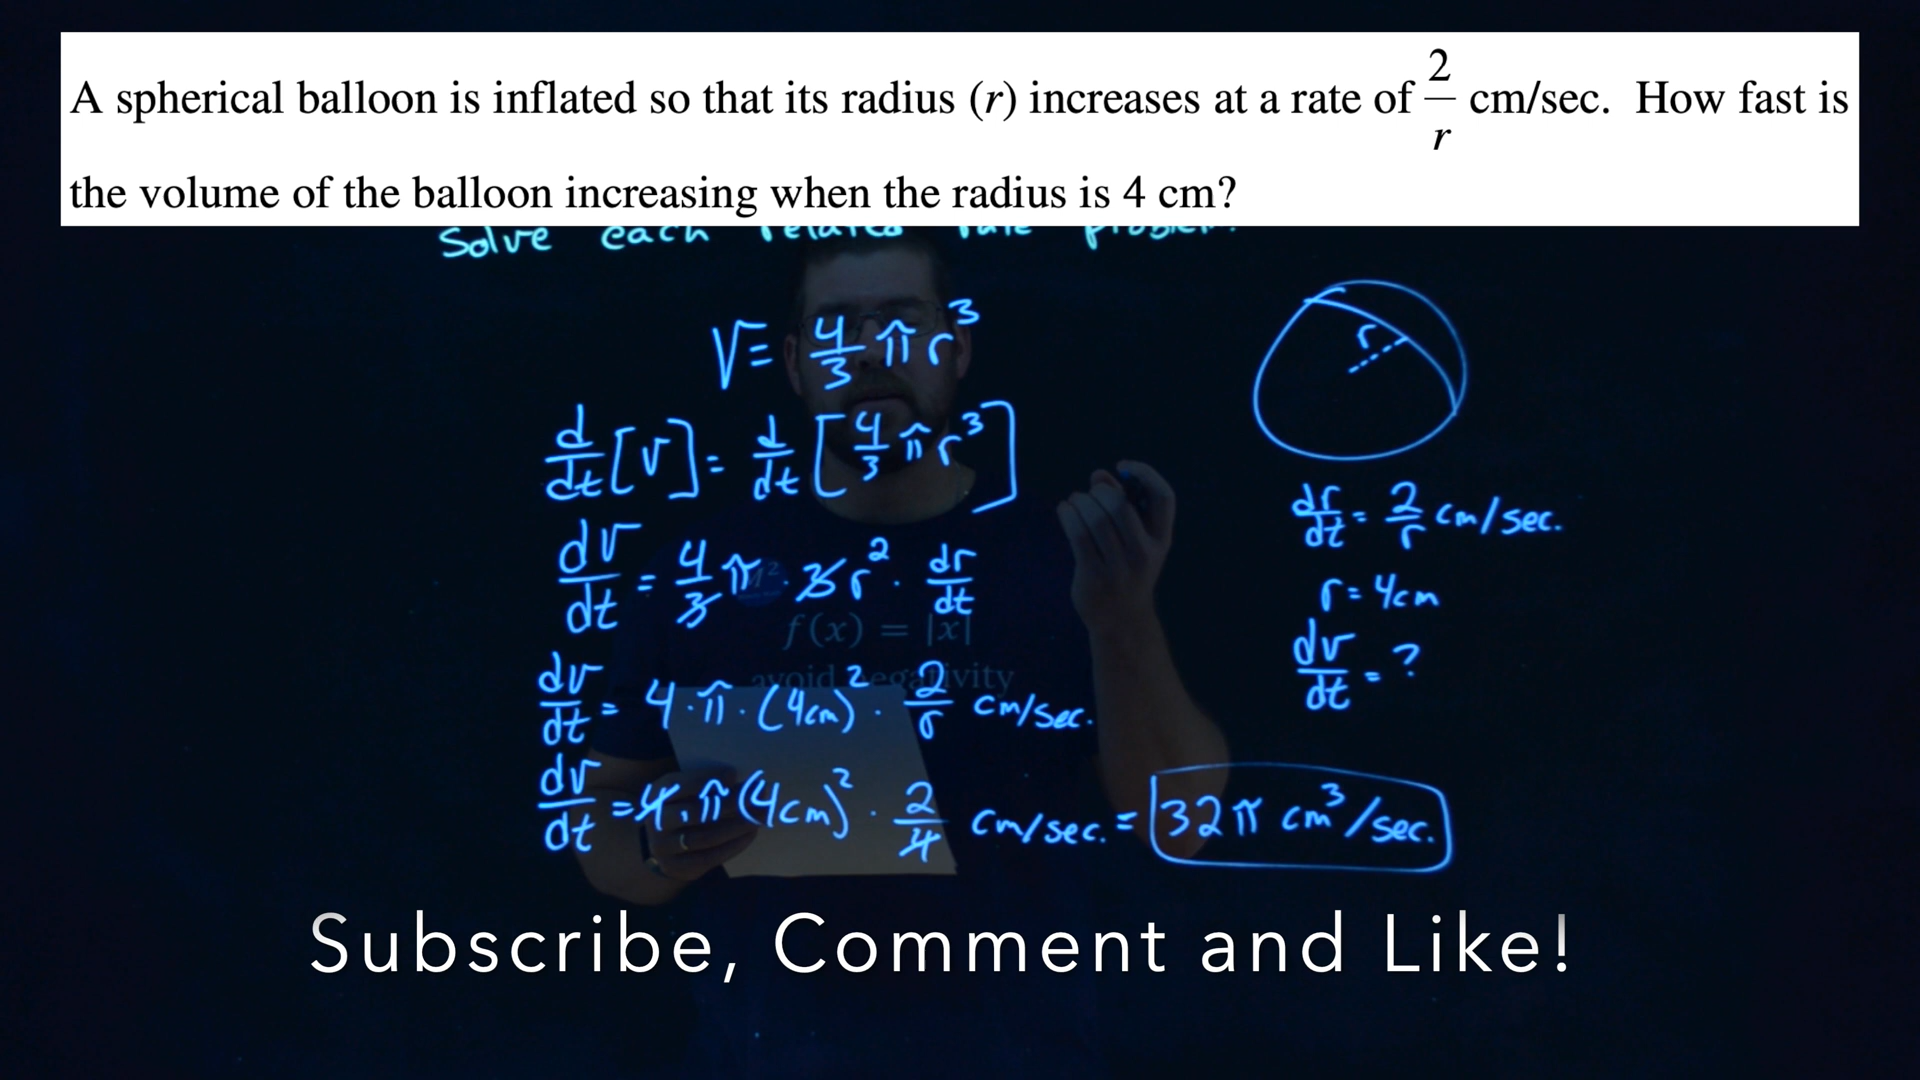 A spherical balloon is inflated so that its radius (r) increases at a rate of 2/r cm/sec. How fast is
the volume of the balloon increasing when the radius is 4 cm?
Solve each related rate problem.
V = 4/3 π r³
r
d/dt [V] = d/dt [4/3 π r³]
dr/dt = 2/r cm/sec.
dV/dt = 4/3 π · 3r² · dr/dt
r = 4cm
f(x) = |x|
avoid negativity
dV/dt = ?
dV/dt = 4 · π · (4cm)² · 2/r cm/sec.
dV/dt = 4 · π (4cm)² · 2/4 cm/sec. = 32π cm³/sec.
Subscribe, Comment and Like!